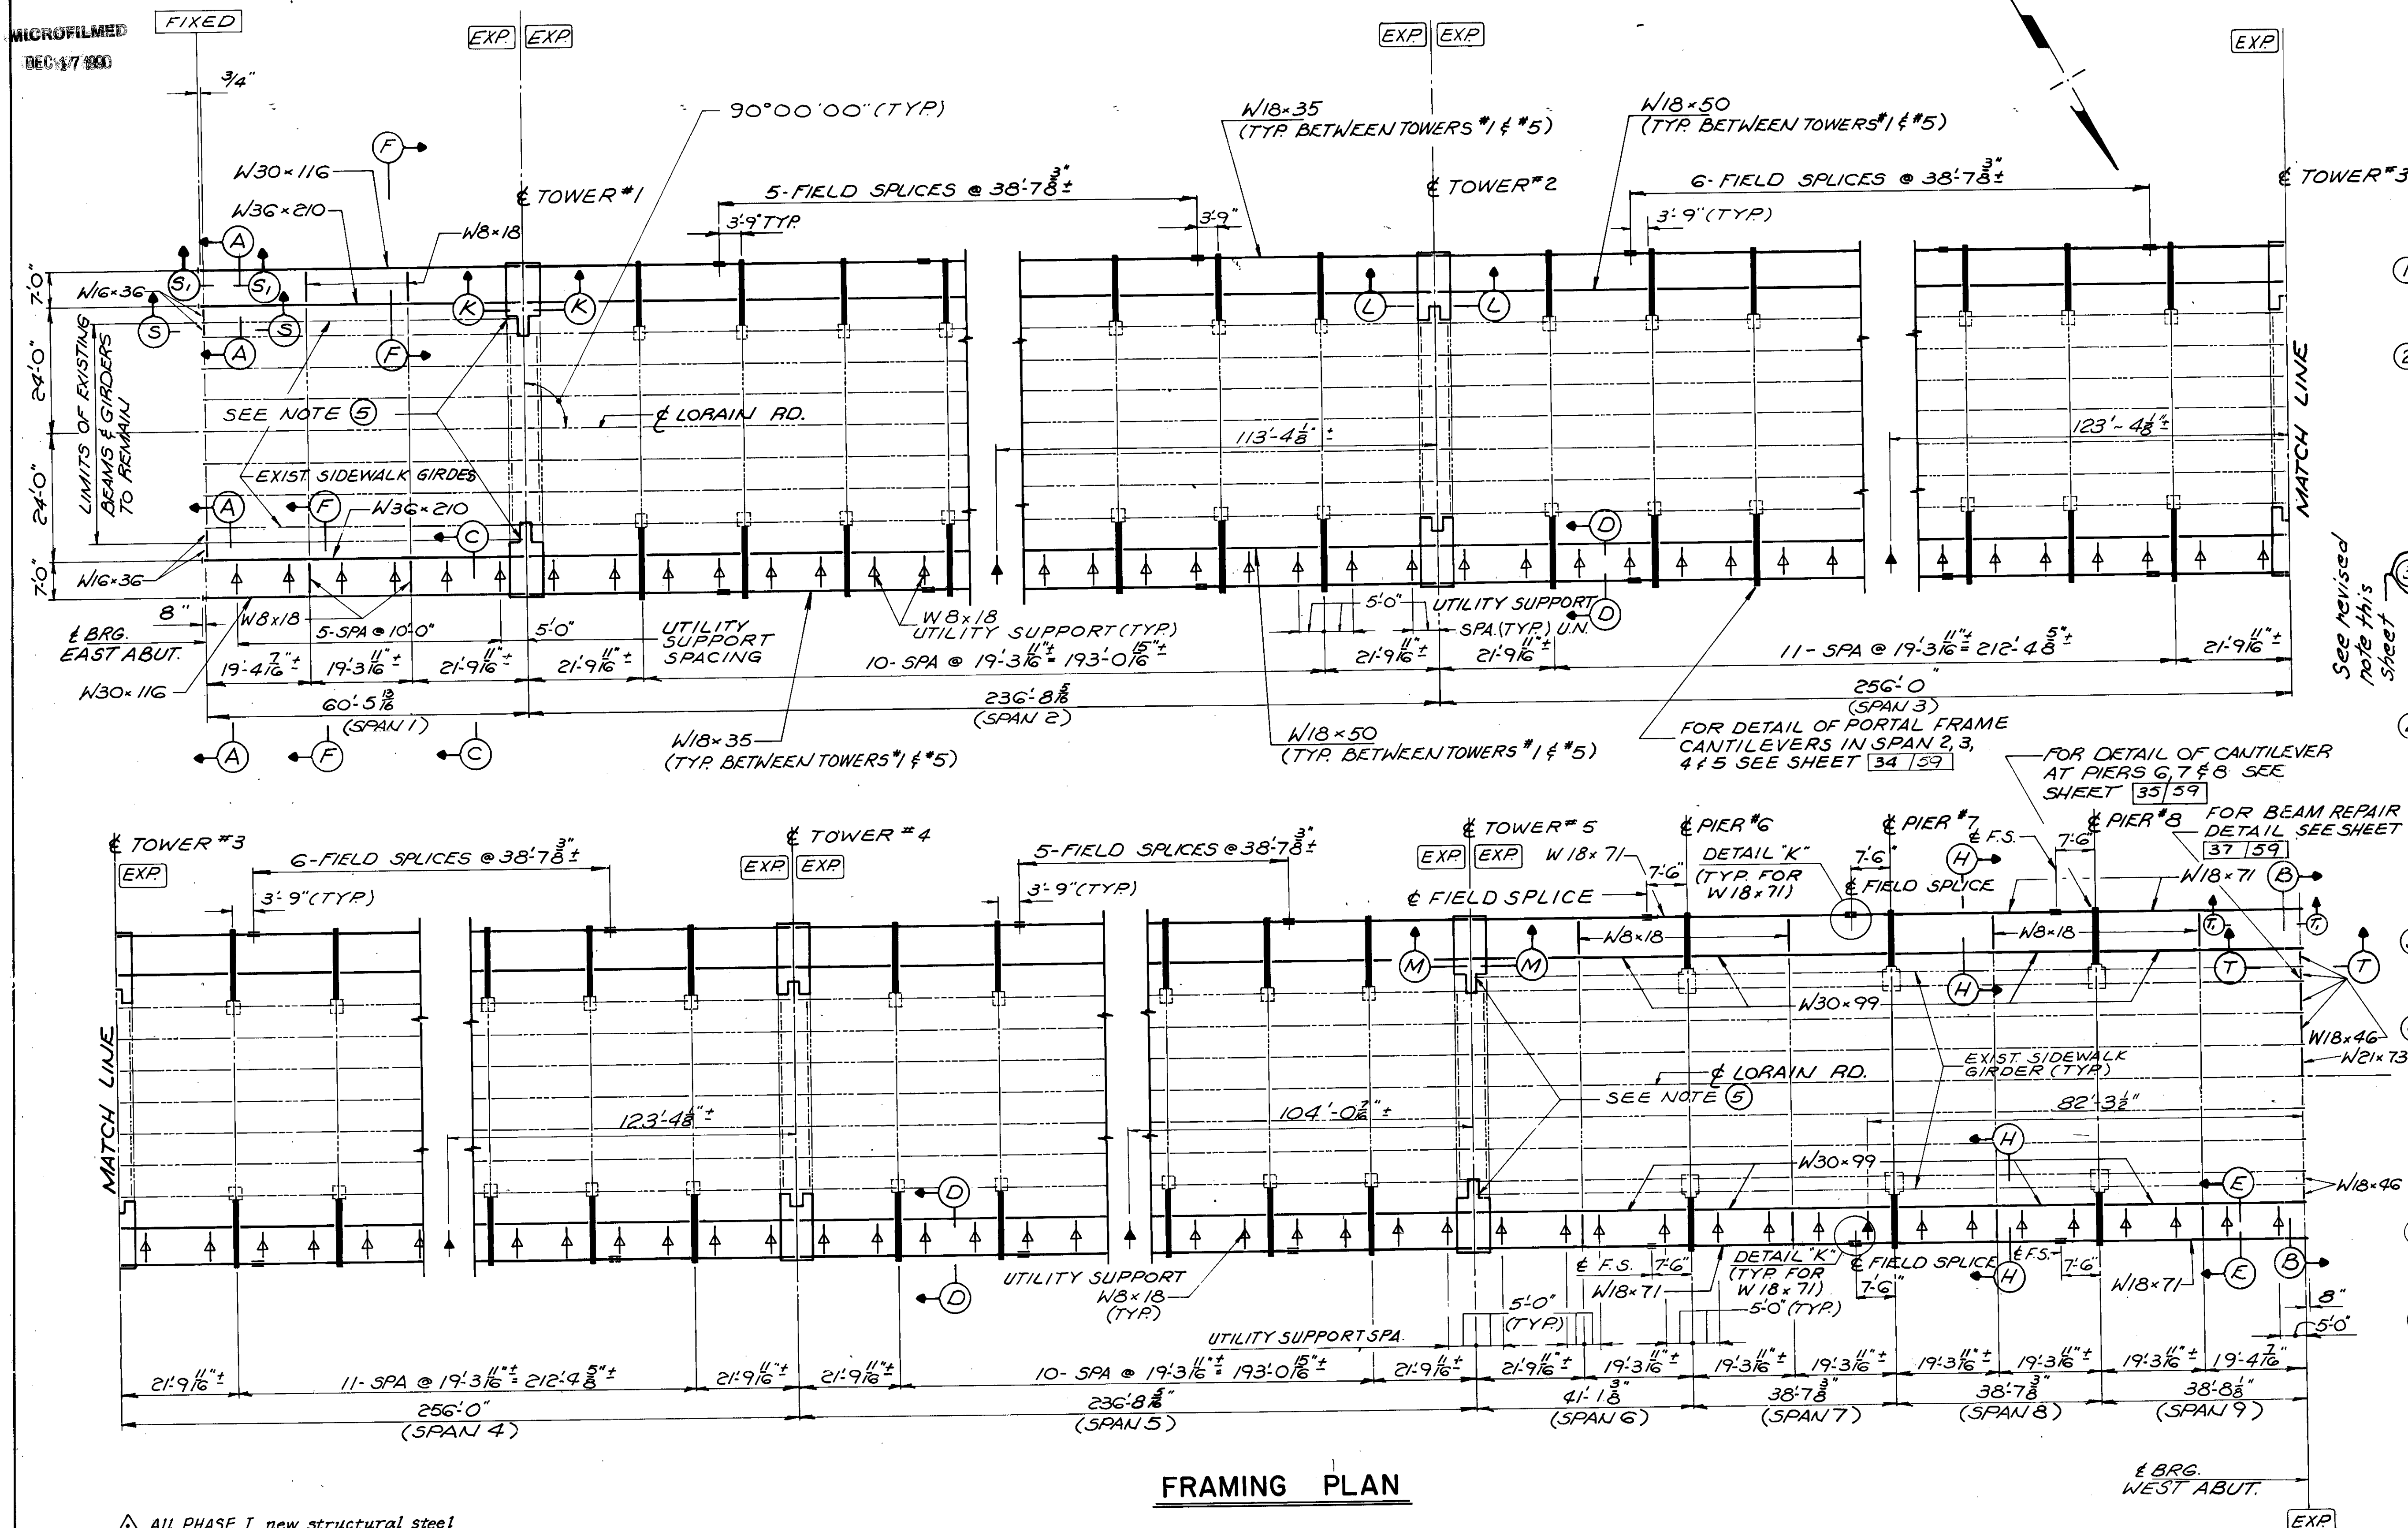 MICROFILMED
DEC 17 1990
FIXED
EXP. EXP.
EXP. EXP.
EXP.
3/4"
90°00'00" (TYP.)
W18×35
(TYP. BETWEEN TOWERS #1 & #5)
W18×50
(TYP. BETWEEN TOWERS #1 & #5)
F
W30×116
W36×210
W8×18
℄ TOWER #1
5-FIELD SPLICES @ 38'-7 3/8" ±
3'-9" TYP.
3'-9"
℄ TOWER #2
6-FIELD SPLICES @ 38'-7 3/8" ±
3'-9" (TYP.)
℄ TOWER #3
A
S1 S1
K K
L L
W16×36
S S
A
F
7'-0"
24'-0"
24'-0"
7'-0"
LIMITS OF EXISTING
BEAMS & GIRDERS
TO REMAIN
SEE NOTE 5
℄ LORAIN RD.
113'-4 1/8" ±
123'-4 1/8" ±
MATCH LINE
EXIST SIDEWALK GIRDES
A F
W36×210
C
D
W16×36
8"
W8×18
5-SPA @ 10'-0"
5'-0"
UTILITY
SUPPORT
SPACING
W8×18
UTILITY SUPPORT (TYP.)
5'-0" UTILITY SUPPORT
SPA. (TYP.) U.N.
D
See revised
note this
sheet
℄ BRG.
EAST ABUT.
19'-4 7/16" ±
19'-3 11/16" ±
21'-9 11/16" ±
21'-9 11/16" ±
10-SPA @ 19'-3 11/16" ± = 193'-0 15/16" ±
21'-9 11/16" ±
21'-9 11/16" ±
11-SPA @ 19'-3 11/16" ± = 212'-4 5/8" ±
21'-9 11/16" ±
W30×116
60'-5 13/16"
(SPAN 1)
236'-8 5/16"
(SPAN 2)
256'-0"
(SPAN 3)
A F C
W18×35
(TYP. BETWEEN TOWERS #1 & #5)
W18×50
(TYP. BETWEEN TOWERS #1 & #5)
FOR DETAIL OF PORTAL FRAME
CANTILEVERS IN SPAN 2, 3,
4 & 5 SEE SHEET 34/59
FOR DETAIL OF CANTILEVER
AT PIERS 6, 7 & 8 SEE
SHEET 35/59
FOR BEAM REPAIR
DETAIL SEE SHEET
37/59
℄ TOWER #3
EXP.
6-FIELD SPLICES @ 38'-7 3/8" ±
3'-9" (TYP.)
℄ TOWER #4
EXP. EXP.
5-FIELD SPLICES @ 38'-7 3/8" ±
3'-9" (TYP.)
℄ TOWER #5
EXP. EXP.
W18×71
℄ FIELD SPLICE
7'-6"
℄ PIER #6
DETAIL "K"
(TYP. FOR
W18×71)
7'-6"
℄ PIER #7
℄ FIELD SPLICE
H
℄ F.S.
7'-6"
℄ PIER #8
W18×71
B
W8×18
W8×18
T1 T1
M M
H
T T
W30×99
MATCH LINE
123'-4 1/8" ±
104'-0 7/16" ±
℄ LORAIN RD.
SEE NOTE 5
EXIST. SIDEWALK
GIRDER (TYP.)
W18×46
W21×73
82'-3 1/2"
H
W30×99
D
E
W18×46
D
UTILITY SUPPORT
W8×18
(TYP.)
℄ F.S.
7'-6"
W18×71
DETAIL "K"
(TYP. FOR
W18×71)
℄ FIELD SPLICE
7'-6"
H
℄ F.S.
7'-6"
W18×71
E
B
8"
5'-0"
5'-0"
(TYP.)
5'-0" (TYP.)
UTILITY SUPPORT SPA.
21'-9 11/16" ±
11-SPA @ 19'-3 11/16" ± = 212'-4 5/8" ±
21'-9 11/16" ±
21'-9 11/16" ±
10-SPA @ 19'-3 11/16" ± = 193'-0 15/16" ±
21'-9 11/16" ±
21'-9 11/16" ±
19'-3 11/16" ±
19'-3 11/16" ±
19'-3 11/16" ±
19'-3 11/16" ±
19'-3 11/16" ±
19'-3 11/16" ±
19'-4 7/16"
256'-0"
(SPAN 4)
236'-8 5/16"
(SPAN 5)
41'-1 3/8"
(SPAN 6)
38'-7 3/8"
(SPAN 7)
38'-7 3/8"
(SPAN 8)
38'-8 1/8"
(SPAN 9)
FRAMING PLAN
℄ BRG.
WEST ABUT.
EXP.
All PHASE I new structural steel